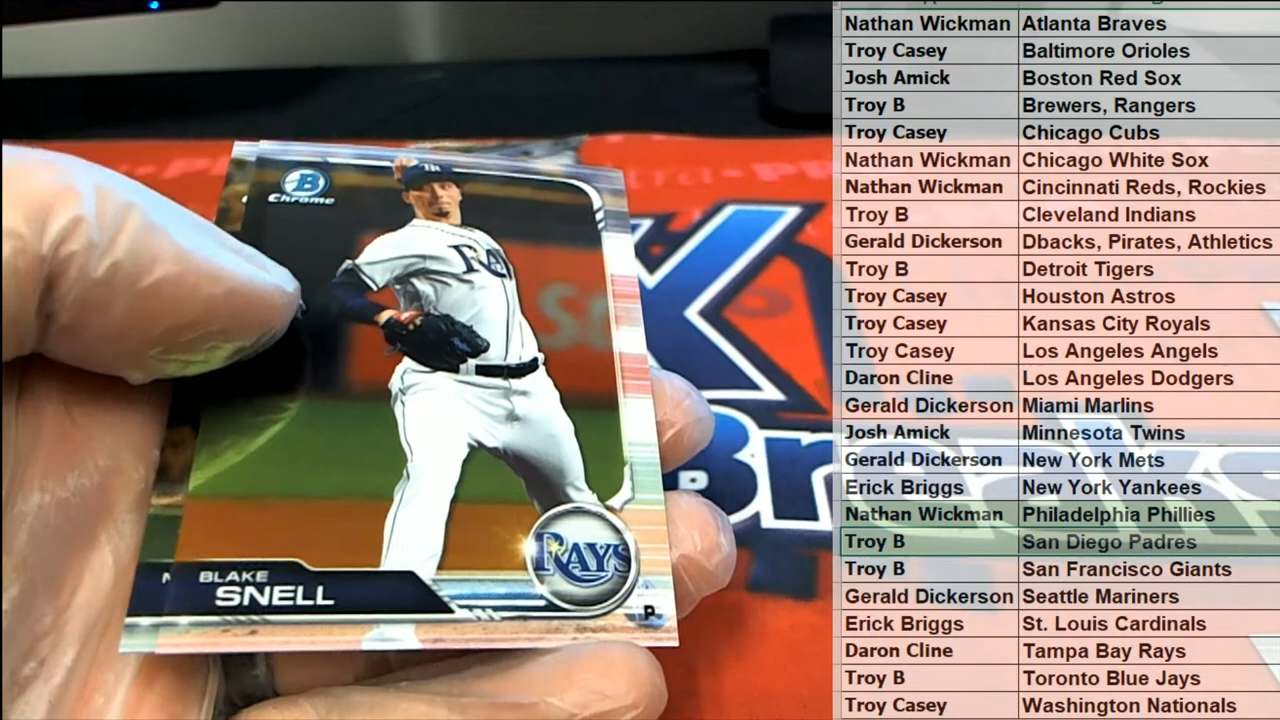 B
Chrome
RAYS
BLAKE
SNELL
P
Nathan Wickman Atlanta Braves
Troy Casey Baltimore Orioles
Josh Amick Boston Red Sox
Troy B Brewers, Rangers
Troy Casey Chicago Cubs
Nathan Wickman Chicago White Sox
Nathan Wickman Cincinnati Reds, Rockies
Troy B Cleveland Indians
Gerald Dickerson Dbacks, Pirates, Athletics
Troy B Detroit Tigers
Troy Casey Houston Astros
Troy Casey Kansas City Royals
Troy Casey Los Angeles Angels
Daron Cline Los Angeles Dodgers
Gerald Dickerson Miami Marlins
Josh Amick Minnesota Twins
Gerald Dickerson New York Mets
Erick Briggs New York Yankees
Nathan Wickman Philadelphia Phillies
Troy B San Diego Padres
Troy B San Francisco Giants
Gerald Dickerson Seattle Mariners
Erick Briggs St. Louis Cardinals
Daron Cline Tampa Bay Rays
Troy B Toronto Blue Jays
Troy Casey Washington Nationals